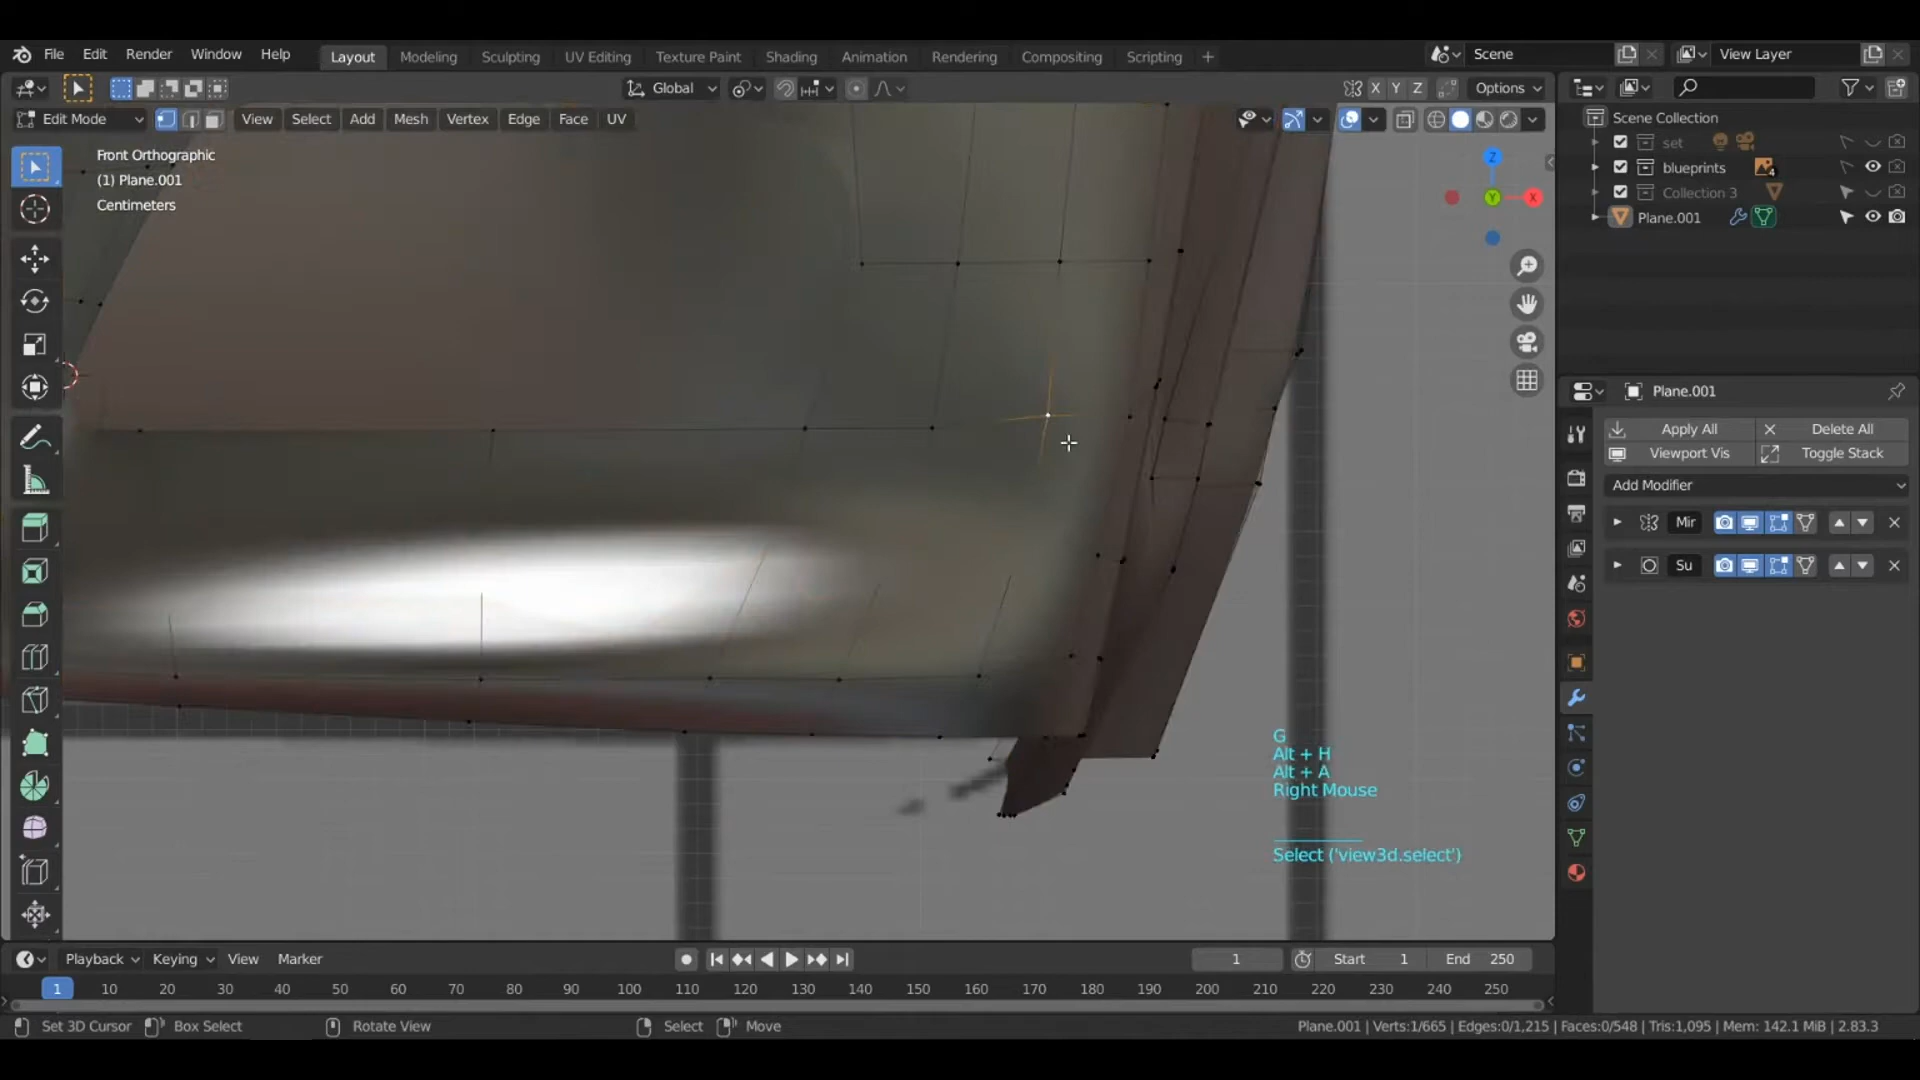 File Edit Render Window Help Layout Modeling Sculpting UV Editing Texture Paint Shading Animation Rendering Compositing Scripting + Scene View Layer
Global X Y Z Options
Edit Mode View Select Add Mesh Vertex Edge Face UV
Front Orthographic
(1) Plane.001
Centimeters
Z
Y
X
Scene Collection
set
blueprints 4
Collection 3
Plane.001
Plane.001
Apply All Delete All
Viewport Vis Toggle Stack
Add Modifier
Mir
Su
G
Alt + H
Alt + A
Right Mouse
Select ('view3d.select')
Playback Keying View Marker 1 Start 1 End 250
1 10 20 30 40 50 60 70 80 90 100 110 120 130 140 150 160 170 180 190 200 210 220 230 240 250
Set 3D Cursor Box Select Rotate View Select Move Plane.001 | Verts:1/665 | Edges:0/1,215 | Faces:0/548 | Tris:1,095 | Mem: 142.1 MiB | 2.83.3